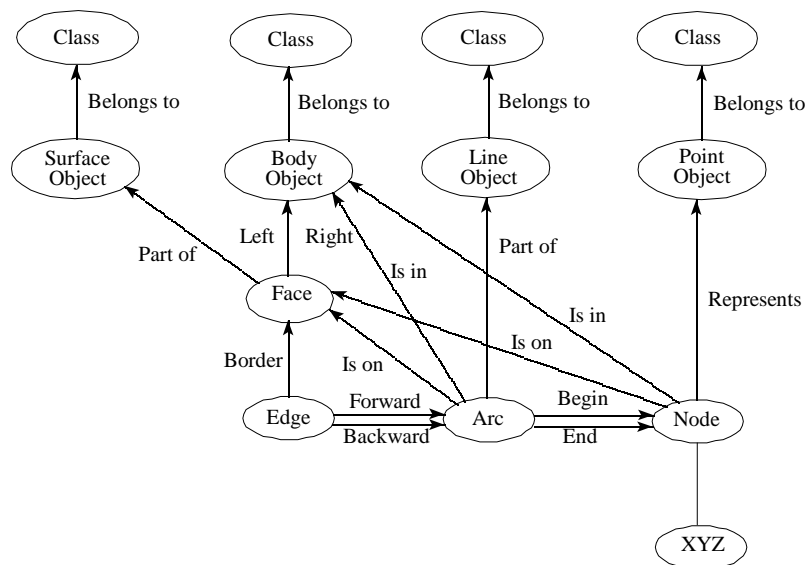 Class
Class
Class
Class
Belongs to
Belongs to
Belongs to
Belongs to
Surface
Object
Body
Object
Line
Object
Point
Object
Part of
Left
Right
Is in
Part of
Face
Is in
Represents
Is on
Border
Is on
Edge
Forward
Backward
Arc
Begin
End
Node
XYZ